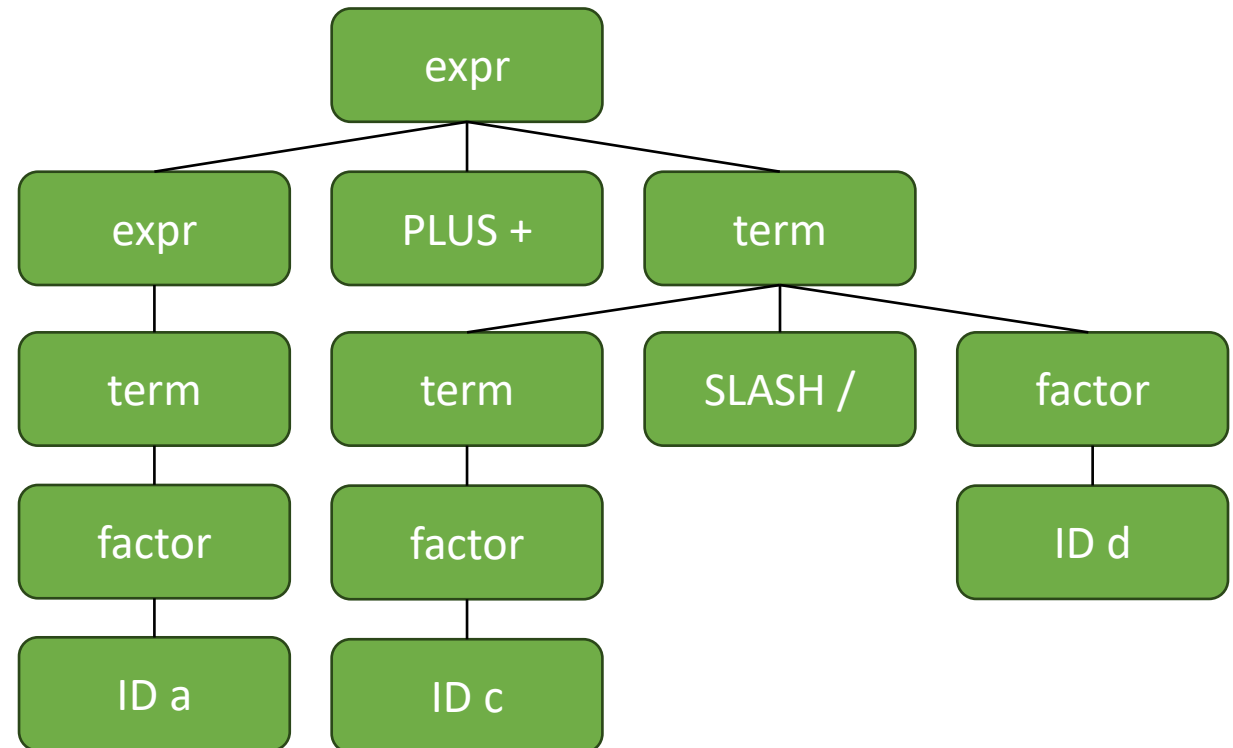 expr
expr
PLUS +
term
term
term
SLASH /
factor
factor
factor
ID d
ID a
ID c